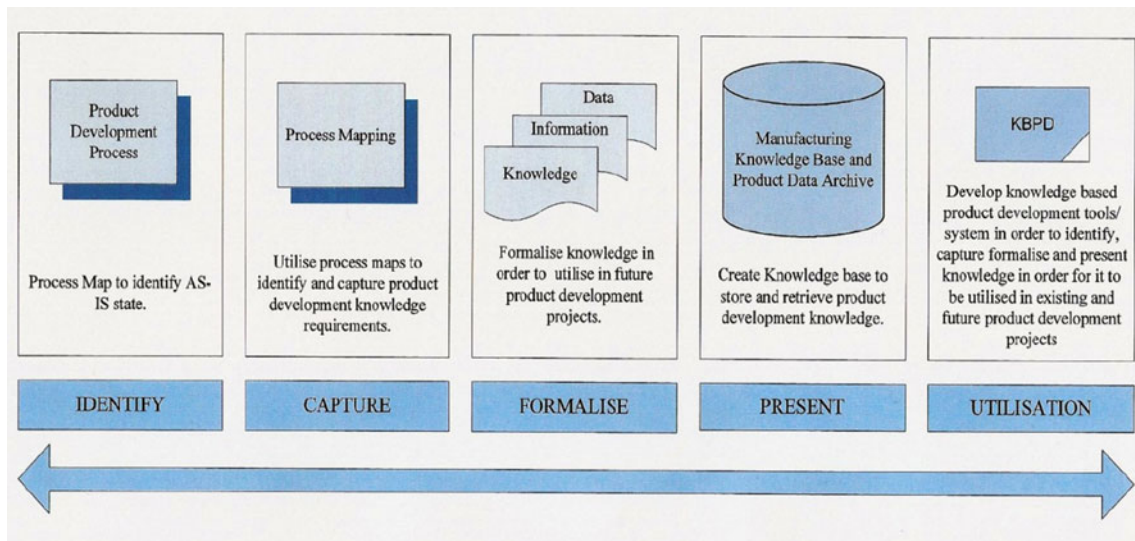 Product
Development
Process
Process Map to identify AS-
IS state.
IDENTIFY
Process Mapping
Utilise process maps to
identify and capture product
development knowledge
requirements.
CAPTURE
Data
Information
Knowledge
Formalise knowledge in
order to utilise in future
product development
projects.
FORMALISE
Manufacturing
Knowledge Base and
Product Data Archive
Create Knowledge base to
store and retrieve product
development knowledge.
PRESENT
KBPD
Develop knowledge based
product development tools/
system in order to identify,
capture formalise and present
knowledge in order for it to
be utilised in existing and
future product development
projects
UTILISATION